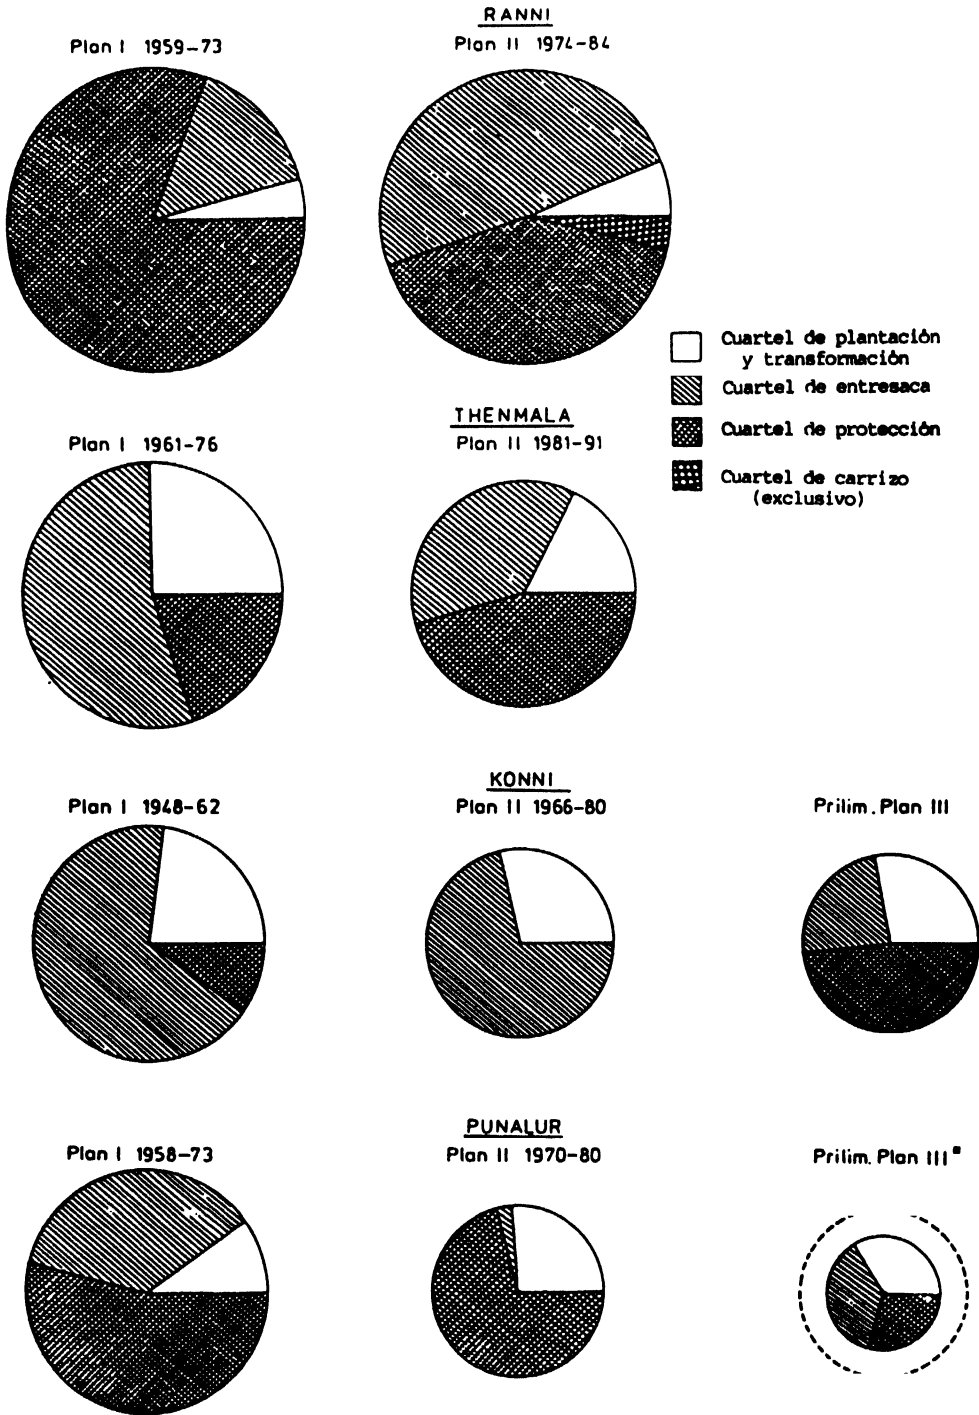 RANNI
Plan I 1959-73
Plan II 1974-84
Cuartel de plantación
y transformación
Cuartel de entresaca
Cuartel de protección
Cuartel de carrizo
(exclusivo)
THENMALA
Plan I 1961-76
Plan II 1981-91
KONNI
Plan I 1948-62
Plan II 1966-80
Prilim. Plan III
PUNALUR
Plan I 1958-73
Plan II 1970-80
Prilim. Plan III*